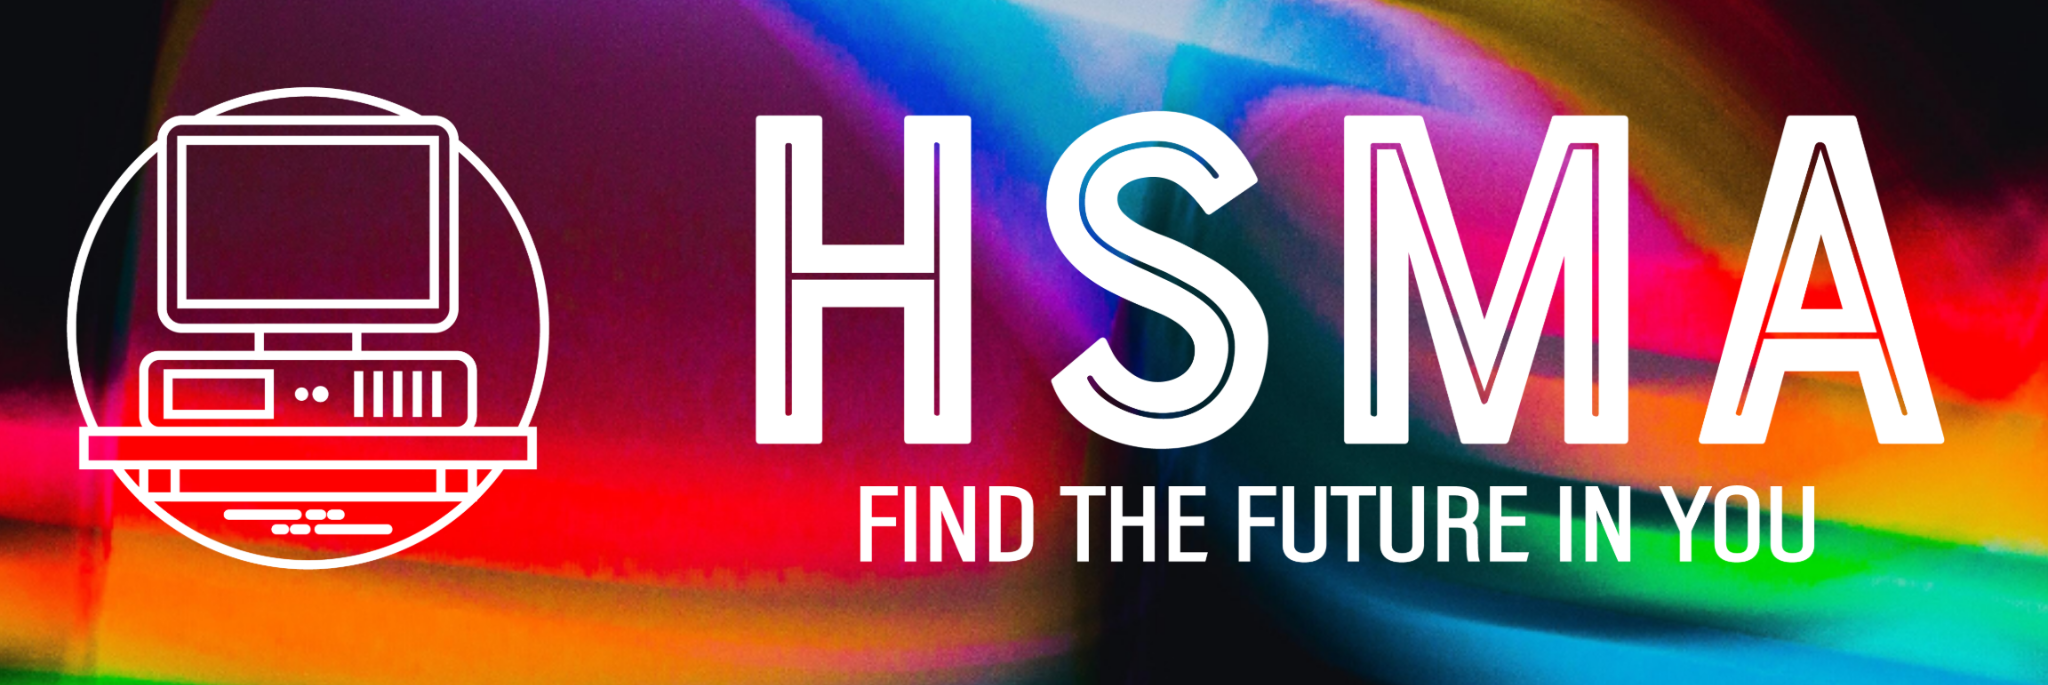 HSMA
FIND THE FUTURE IN YOU